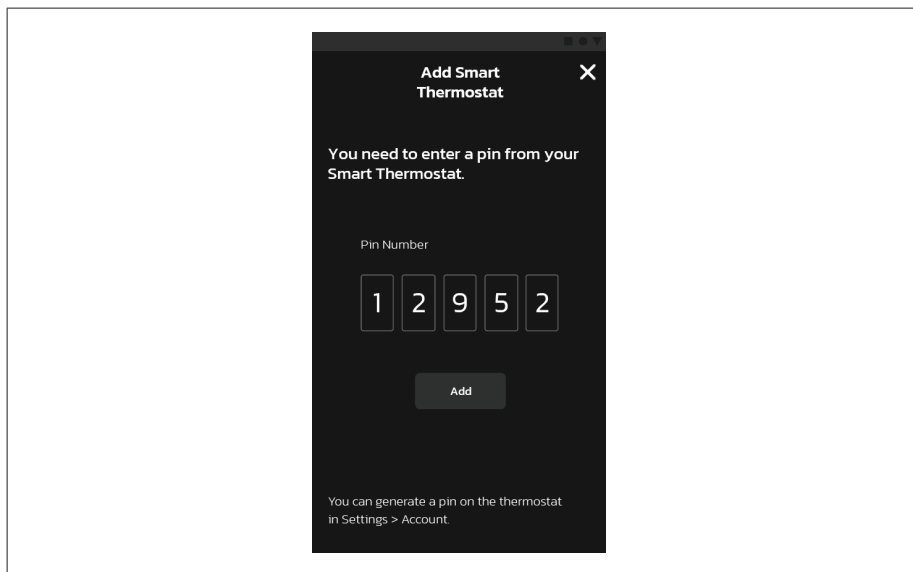 Add Smart
Thermostat
You need to enter a pin from your
Smart Thermostat.
Pin Number
1 2 9 5 2
Add
You can generate a pin on the thermostat
in Settings > Account.